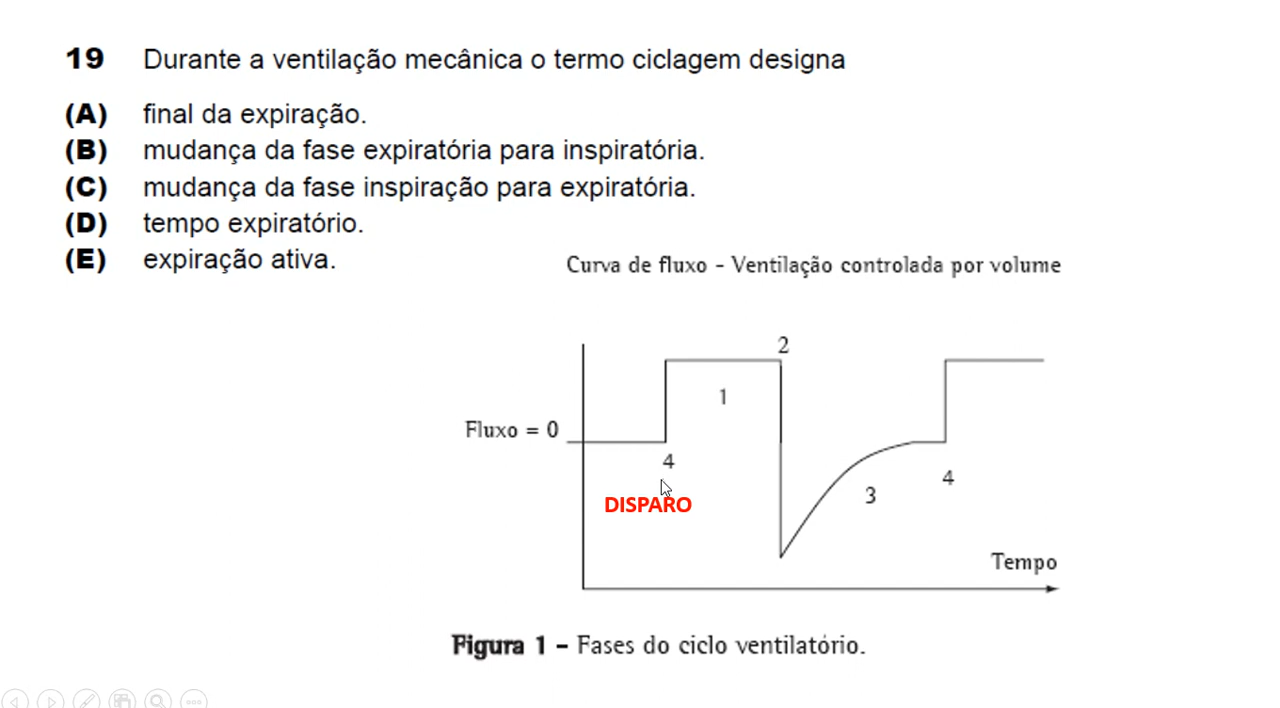 19 Durante a ventilação mecânica o termo ciclagem designa
(A) final da expiração.
(B) mudança da fase expiratória para inspiratória.
(C) mudança da fase inspiração para expiratória.
(D) tempo expiratório.
(E) expiração ativa.
Curva de fluxo - Ventilação controlada por volume
2
1
Fluxo = 0
4
3
4
DISPARO
Tempo
Figura 1 – Fases do ciclo ventilatório.